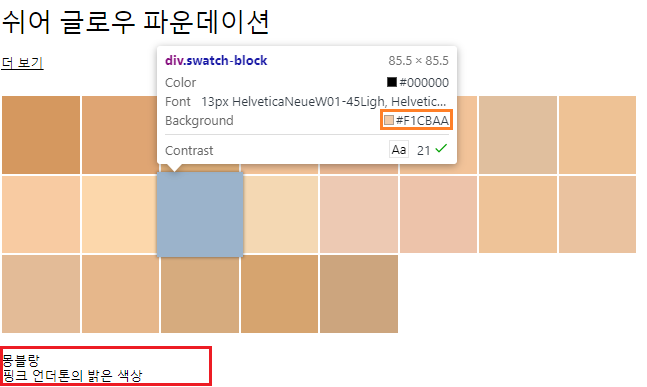 쉬어 글로우 파운데이션
더 보기
div.swatch-block 85.5 × 85.5
Color #000000
Font 13px HelveticaNeueW01-45Ligh, Helvetic...
Background #F1CBAA
Contrast Aa 21
몽블랑
핑크 언더톤의 밝은 색상